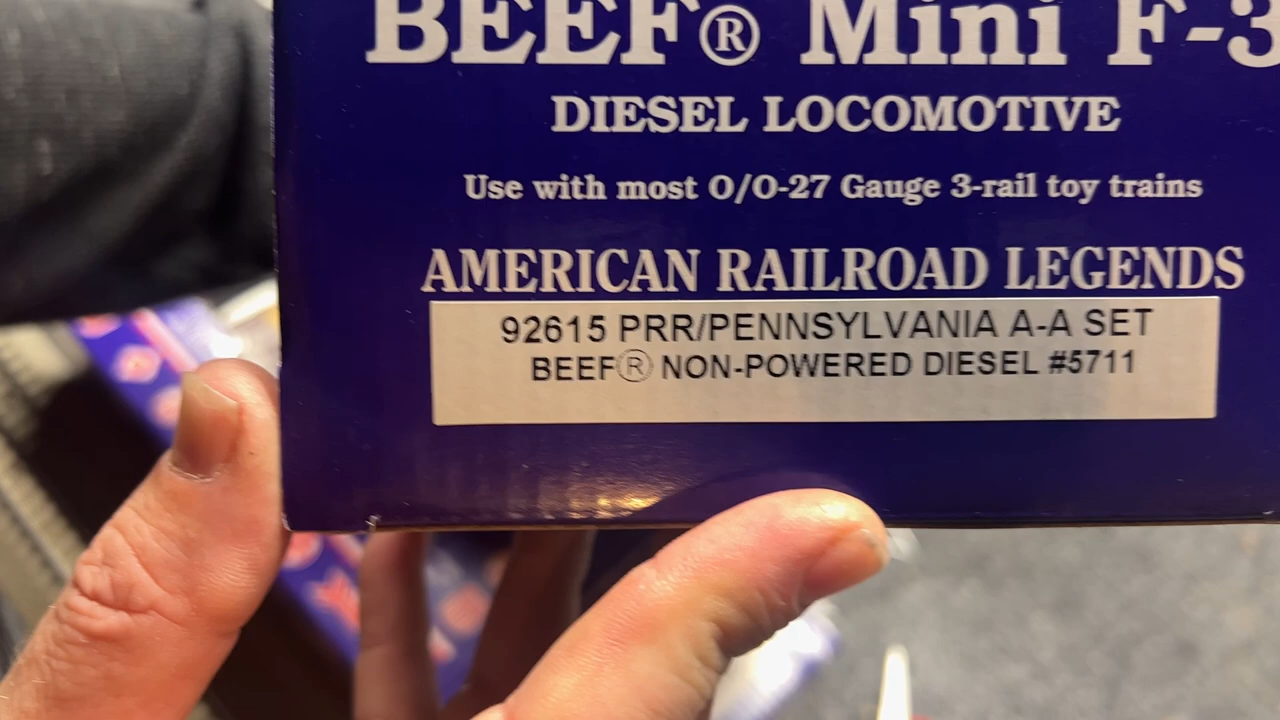 BEEF® Mini F-3
DIESEL LOCOMOTIVE
Use with most O/O-27 Gauge 3-rail toy trains
AMERICAN RAILROAD LEGENDS
92615 PRR/PENNSYLVANIA A-A SET
BEEF® NON-POWERED DIESEL #5711